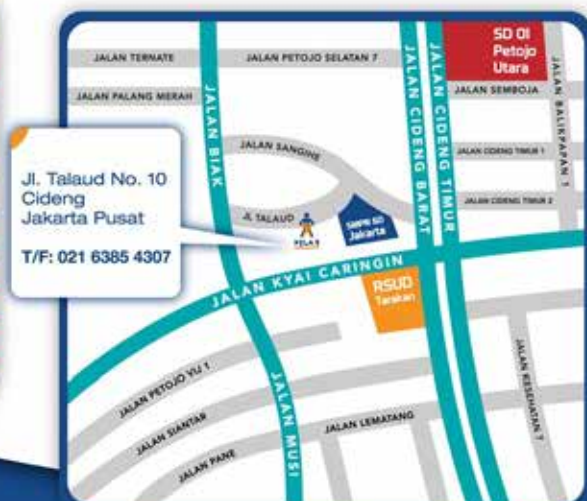 SD 01
Petojo
Utara
JALAN TERNATE
JALAN PETOJO SELATAN 7
JALAN PALANG MERAH
JALAN SEMBOJA
JALAN BALIKPAPAN 1
JALAN BIAK
JALAN CIDENG BARAT
JALAN CIDENG TIMUR
JALAN SANGIHE
JALAN CIDENG TIMUR 1
JALAN CIDENG TIMUR 2
Jl. Talaud No. 10
Cideng
Jakarta Pusat
T/F: 021 6385 4307
JL TALAUD
SMPN 60
Jakarta
JALAN KYAI CARINGIN
RSUD
Tarakan
JALAN PETOJO VIJ 1
JALAN SIANTAR
JALAN PANE
JALAN MUSI
JALAN LEMATANG
JALAN KESEHATAN 7